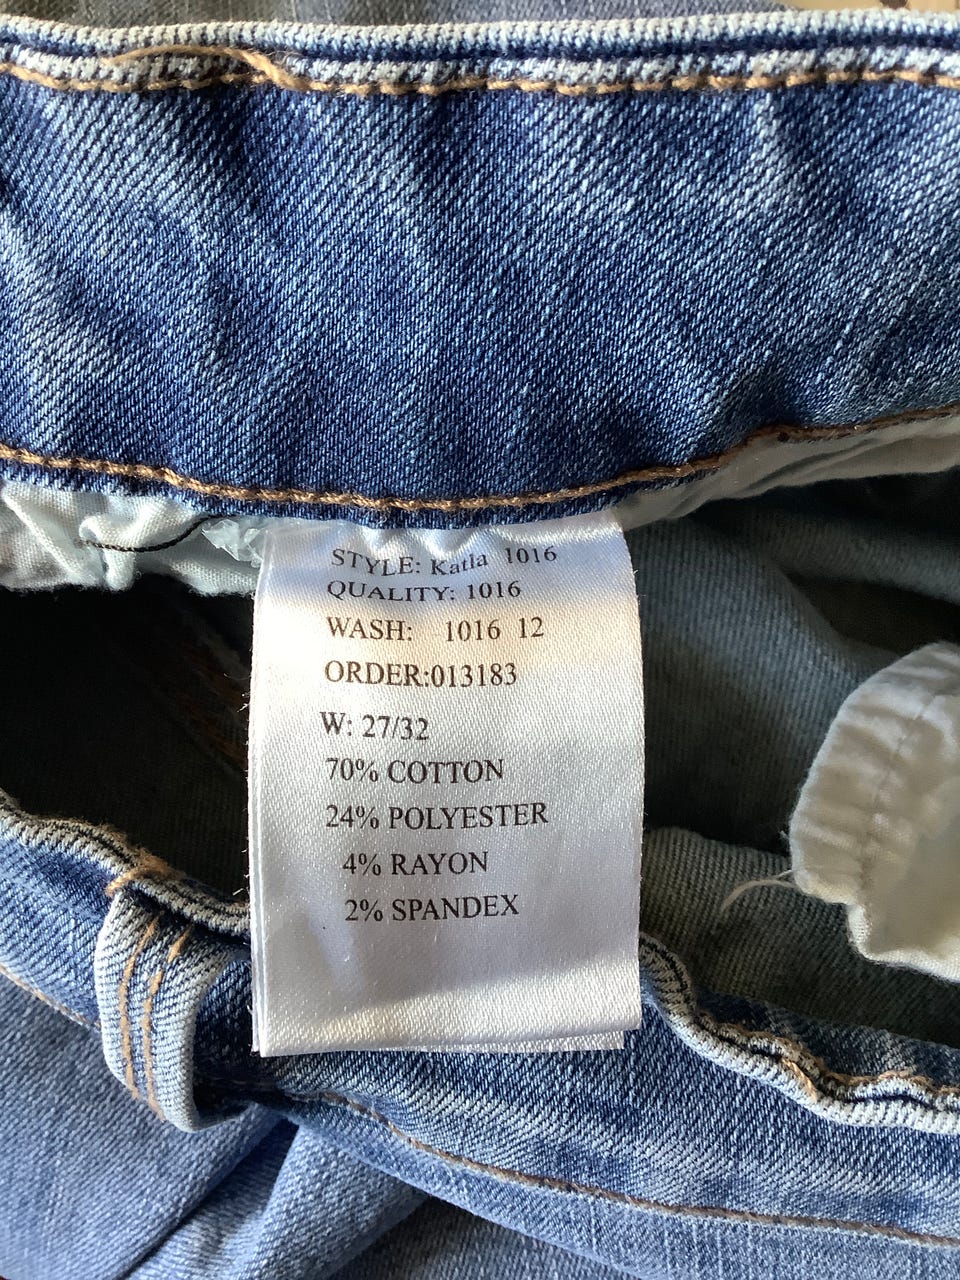 STYLE: Katla 1016
QUALITY: 1016
WASH: 1016 12
ORDER:013183
W: 27/32
70% COTTON
24% POLYESTER
4% RAYON
2% SPANDEX